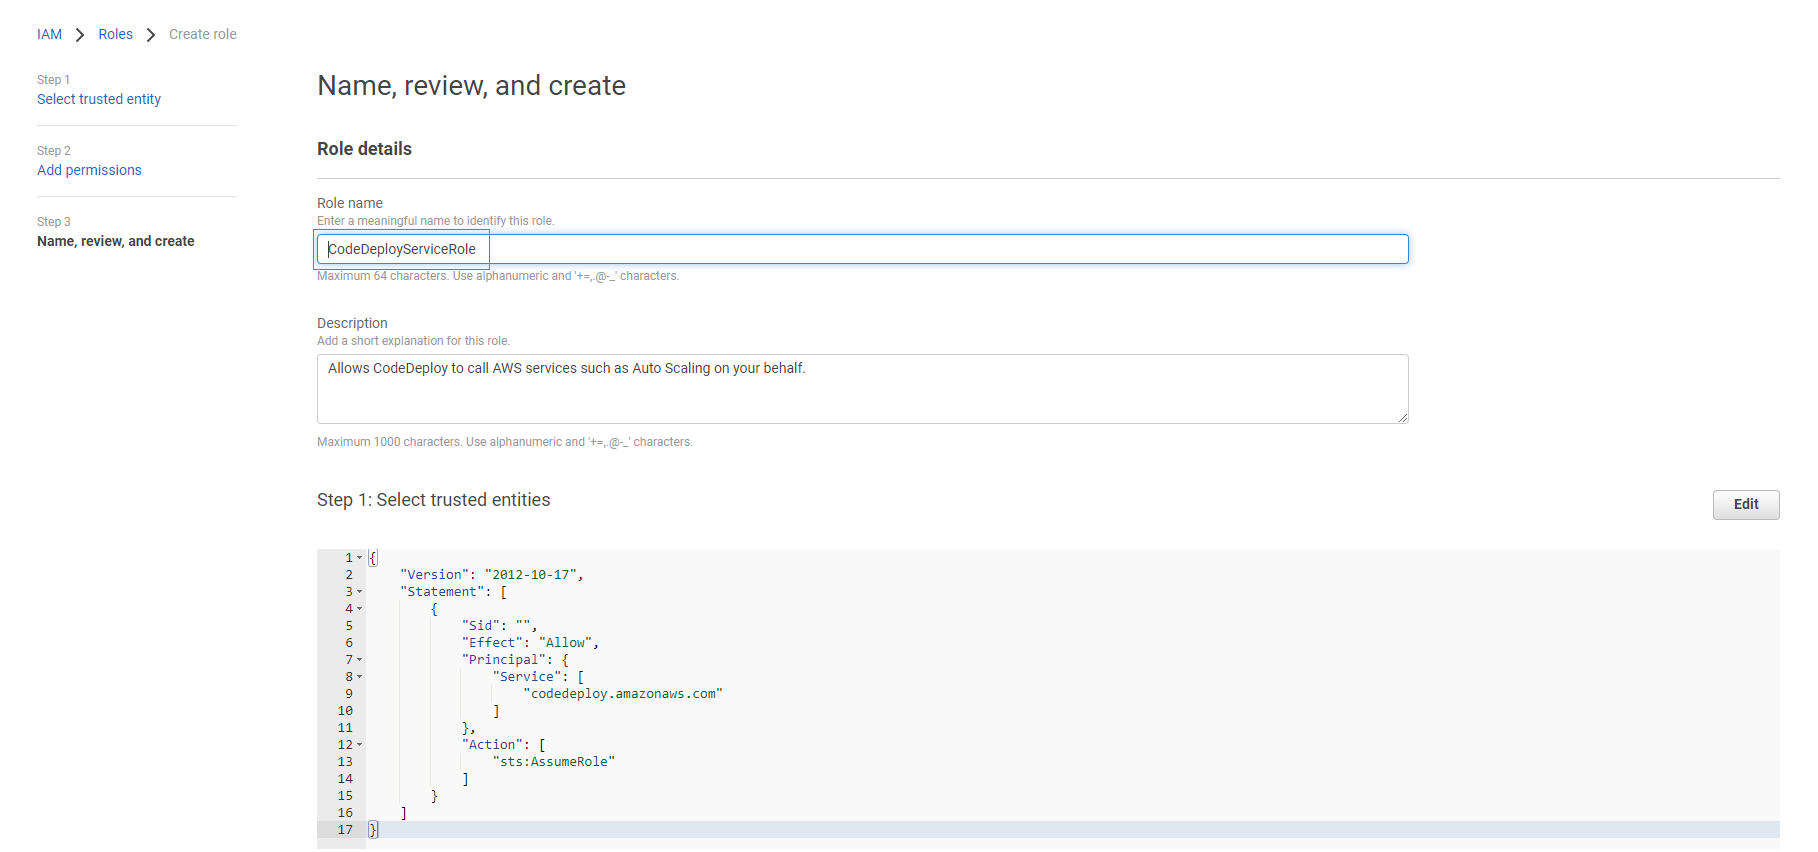 IAM > Roles > Create role
Step 1
Select trusted entity
Step 2
Add permissions
Step 3
Name, review, and create
Name, review, and create
Role details
Role name
Enter a meaningful name to identify this role.
CodeDeployServiceRole
Maximum 64 characters. Use alphanumeric and '+=,.@-_' characters.
Description
Add a short explanation for this role.
Allows CodeDeploy to call AWS services such as Auto Scaling on your behalf.
Maximum 1000 characters. Use alphanumeric and '+=,.@-_' characters.
Step 1: Select trusted entities
Edit
1 {
2     "Version": "2012-10-17",
3     "Statement": [
4         {
5             "Sid": "",
6             "Effect": "Allow",
7             "Principal": {
8                 "Service": [
9                     "codedeploy.amazonaws.com"
10                 ]
11             },
12             "Action": [
13                 "sts:AssumeRole"
14             ]
15         }
16     ]
17 }